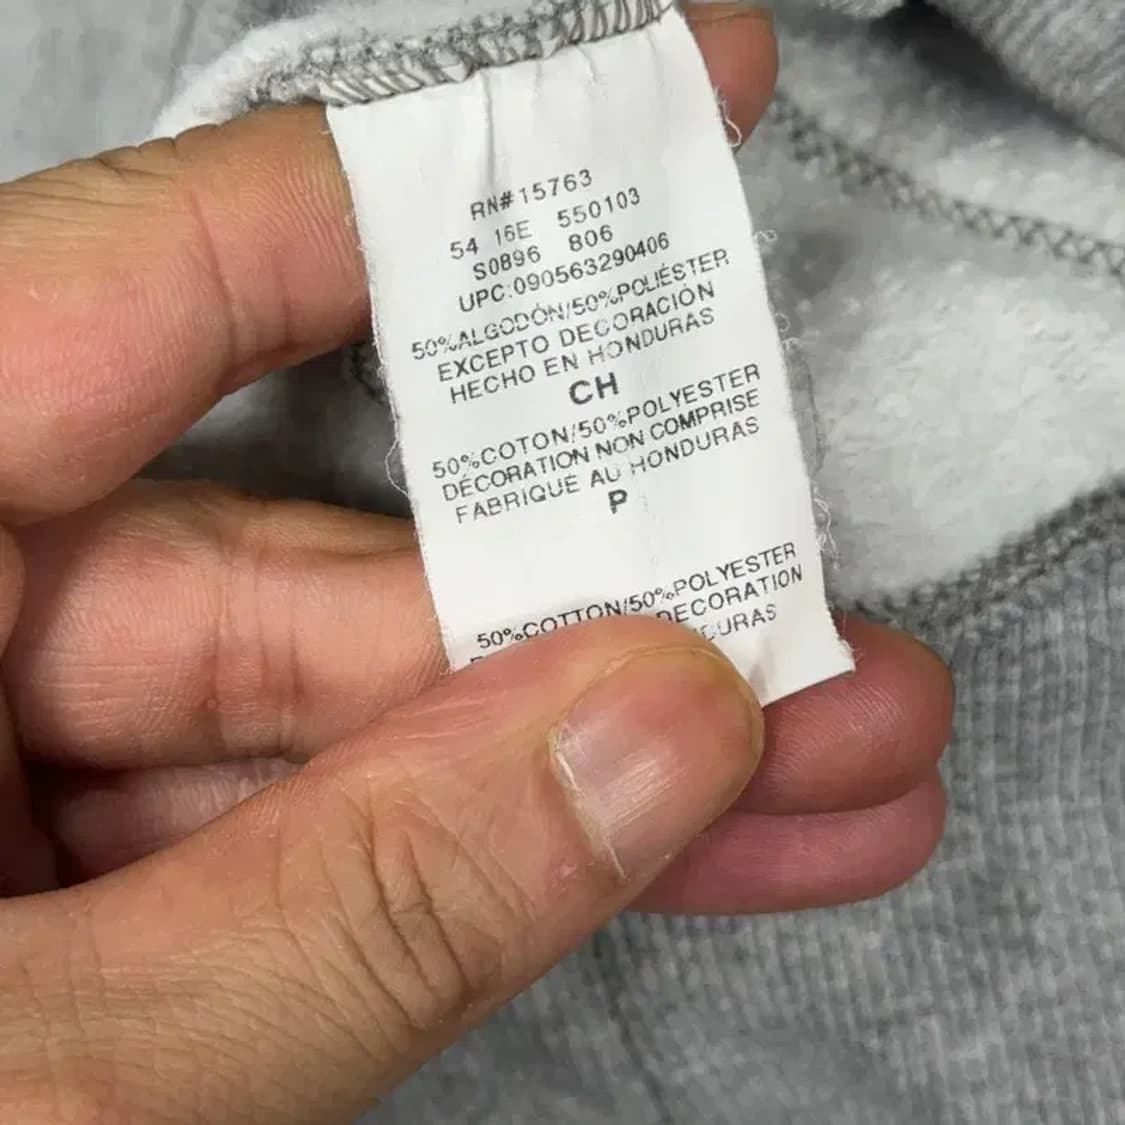 RN#15763
54 16E 550103
S0896 806
UPC:090563290406
50%ALGODÓN/50%POLIÉSTER
EXCEPTO DECORACIÓN
HECHO EN HONDURAS
CH
50%COTON/50%POLYESTER
DÉCORATION NON COMPRISE
FABRIQUÉ AU HONDURAS
P
50%COTTON/50%POLYESTER
DECORATION